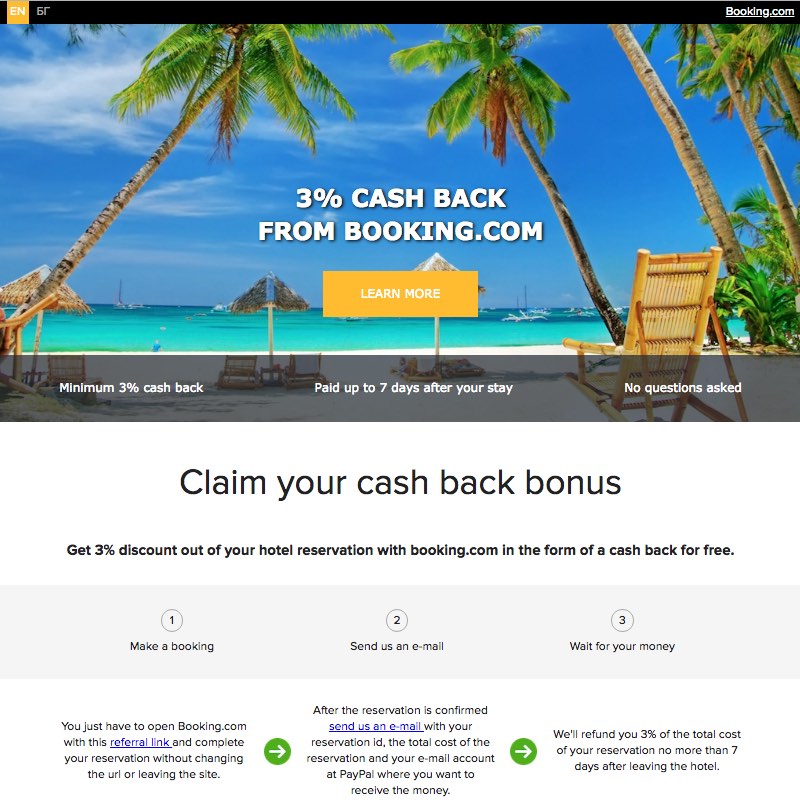 EN БГ Booking.com
3% CASH BACK
FROM BOOKING.COM
LEARN MORE
Minimum 3% cash back
Paid up to 7 days after your stay
No questions asked
Claim your cash back bonus
Get 3% discount out of your hotel reservation with booking.com in the form of a cash back for free.
1
Make a booking
2
Send us an e-mail
3
Wait for your money
You just have to open Booking.com
with this referral link and complete
your reservation without changing
the url or leaving the site.
After the reservation is confirmed
send us an e-mail with your
reservation id, the total cost of the
reservation and your e-mail account
at PayPal where you want to
receive the money.
We'll refund you 3% of the total cost
of your reservation no more than 7
days after leaving the hotel.